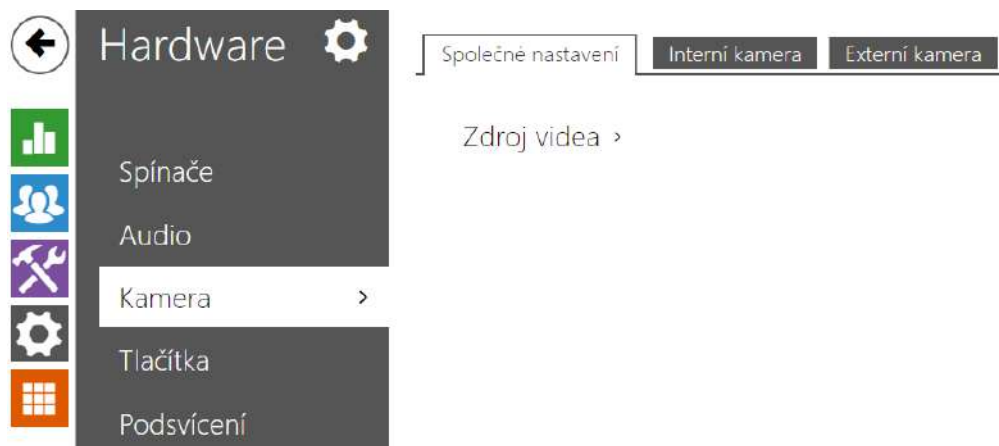 Hardware
Společné nastavení
Interní kamera
Externí kamera
Zdroj videa ›
Spínače
Audio
Kamera ›
Tlačítka
Podsvícení